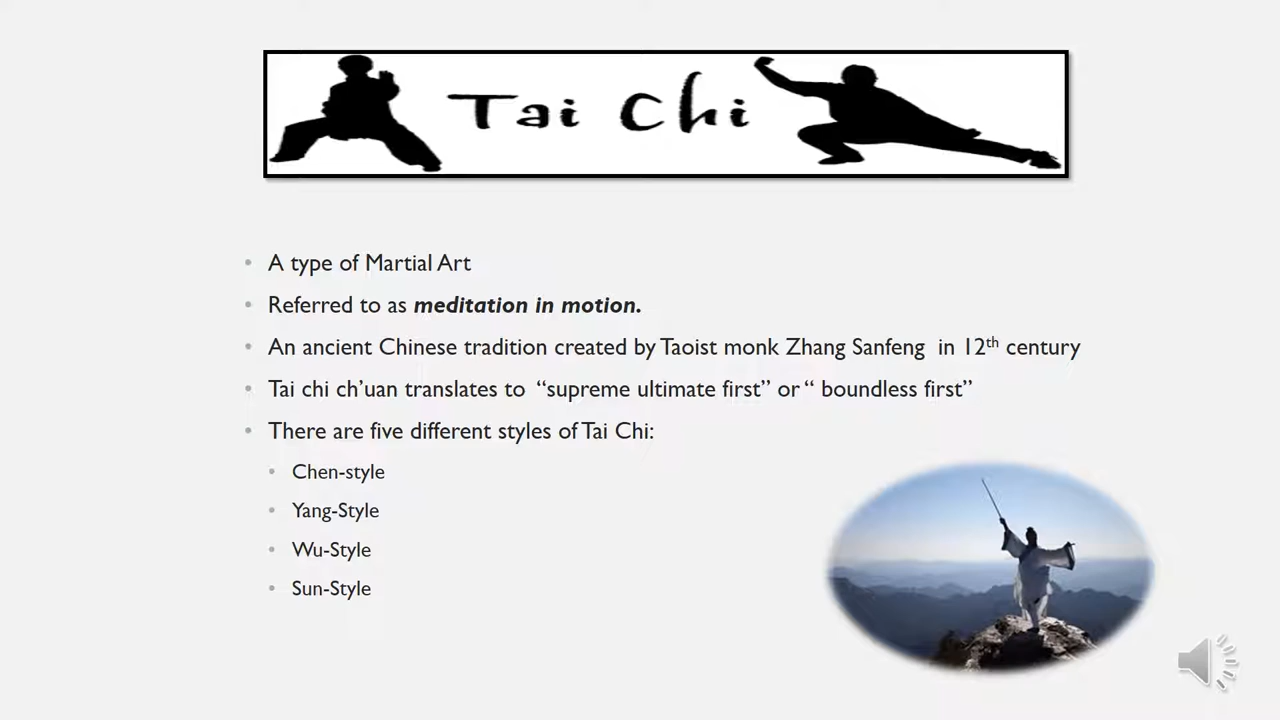 Tai Chi
• A type of Martial Art
• Referred to as meditation in motion.
• An ancient Chinese tradition created by Taoist monk Zhang Sanfeng in 12th century
• Tai chi ch’uan translates to “supreme ultimate first” or “ boundless first”
• There are five different styles of Tai Chi:
• Chen-style
• Yang-Style
• Wu-Style
• Sun-Style